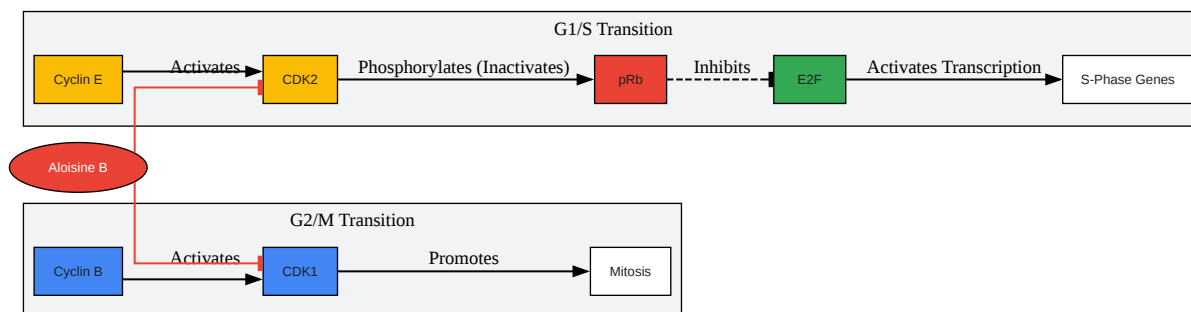 G1/S Transition
Cyclin E
Activates
CDK2
Phosphorylates (Inactivates)
pRb
Inhibits
E2F
Activates Transcription
S-Phase Genes
Aloisine B
G2/M Transition
Cyclin B
Activates
CDK1
Promotes
Mitosis